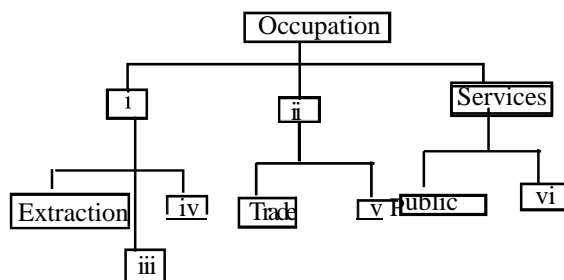 Occupation
i
ii
Services
Extraction
iv
Trade
v
Public
vi
iii